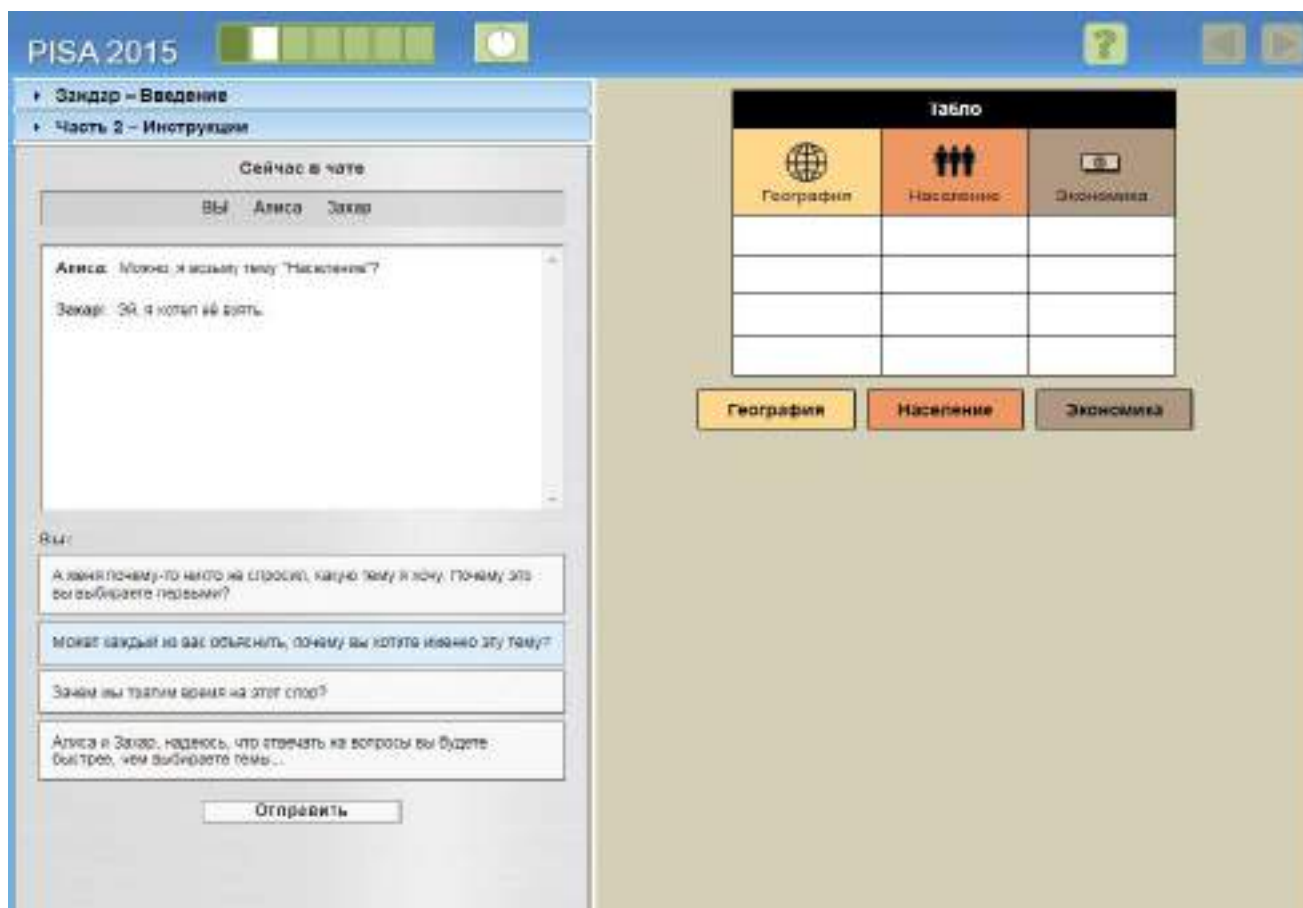 PISA 2015
?
Зандар – Введение
Часть 2 – Инструкции
Сейчас в чате
ВЫ Алиса Захар
Алиса: Можно, я возьму тему "Население"?
Захар: Эй, я хотел её взять.
Вы:
А меня почему-то никто не спросил, какую тему я хочу. Почему это
вы выбираете первыми?
Может каждый из вас объяснить, почему вы хотите именно эту тему?
Зачем мы тратим время на этот спор?
Алиса и Захар, надеюсь, что отвечать на вопросы вы будете
быстрее, чем выбираете темы...
Отправить
Табло
География Население Экономика
География Население Экономика